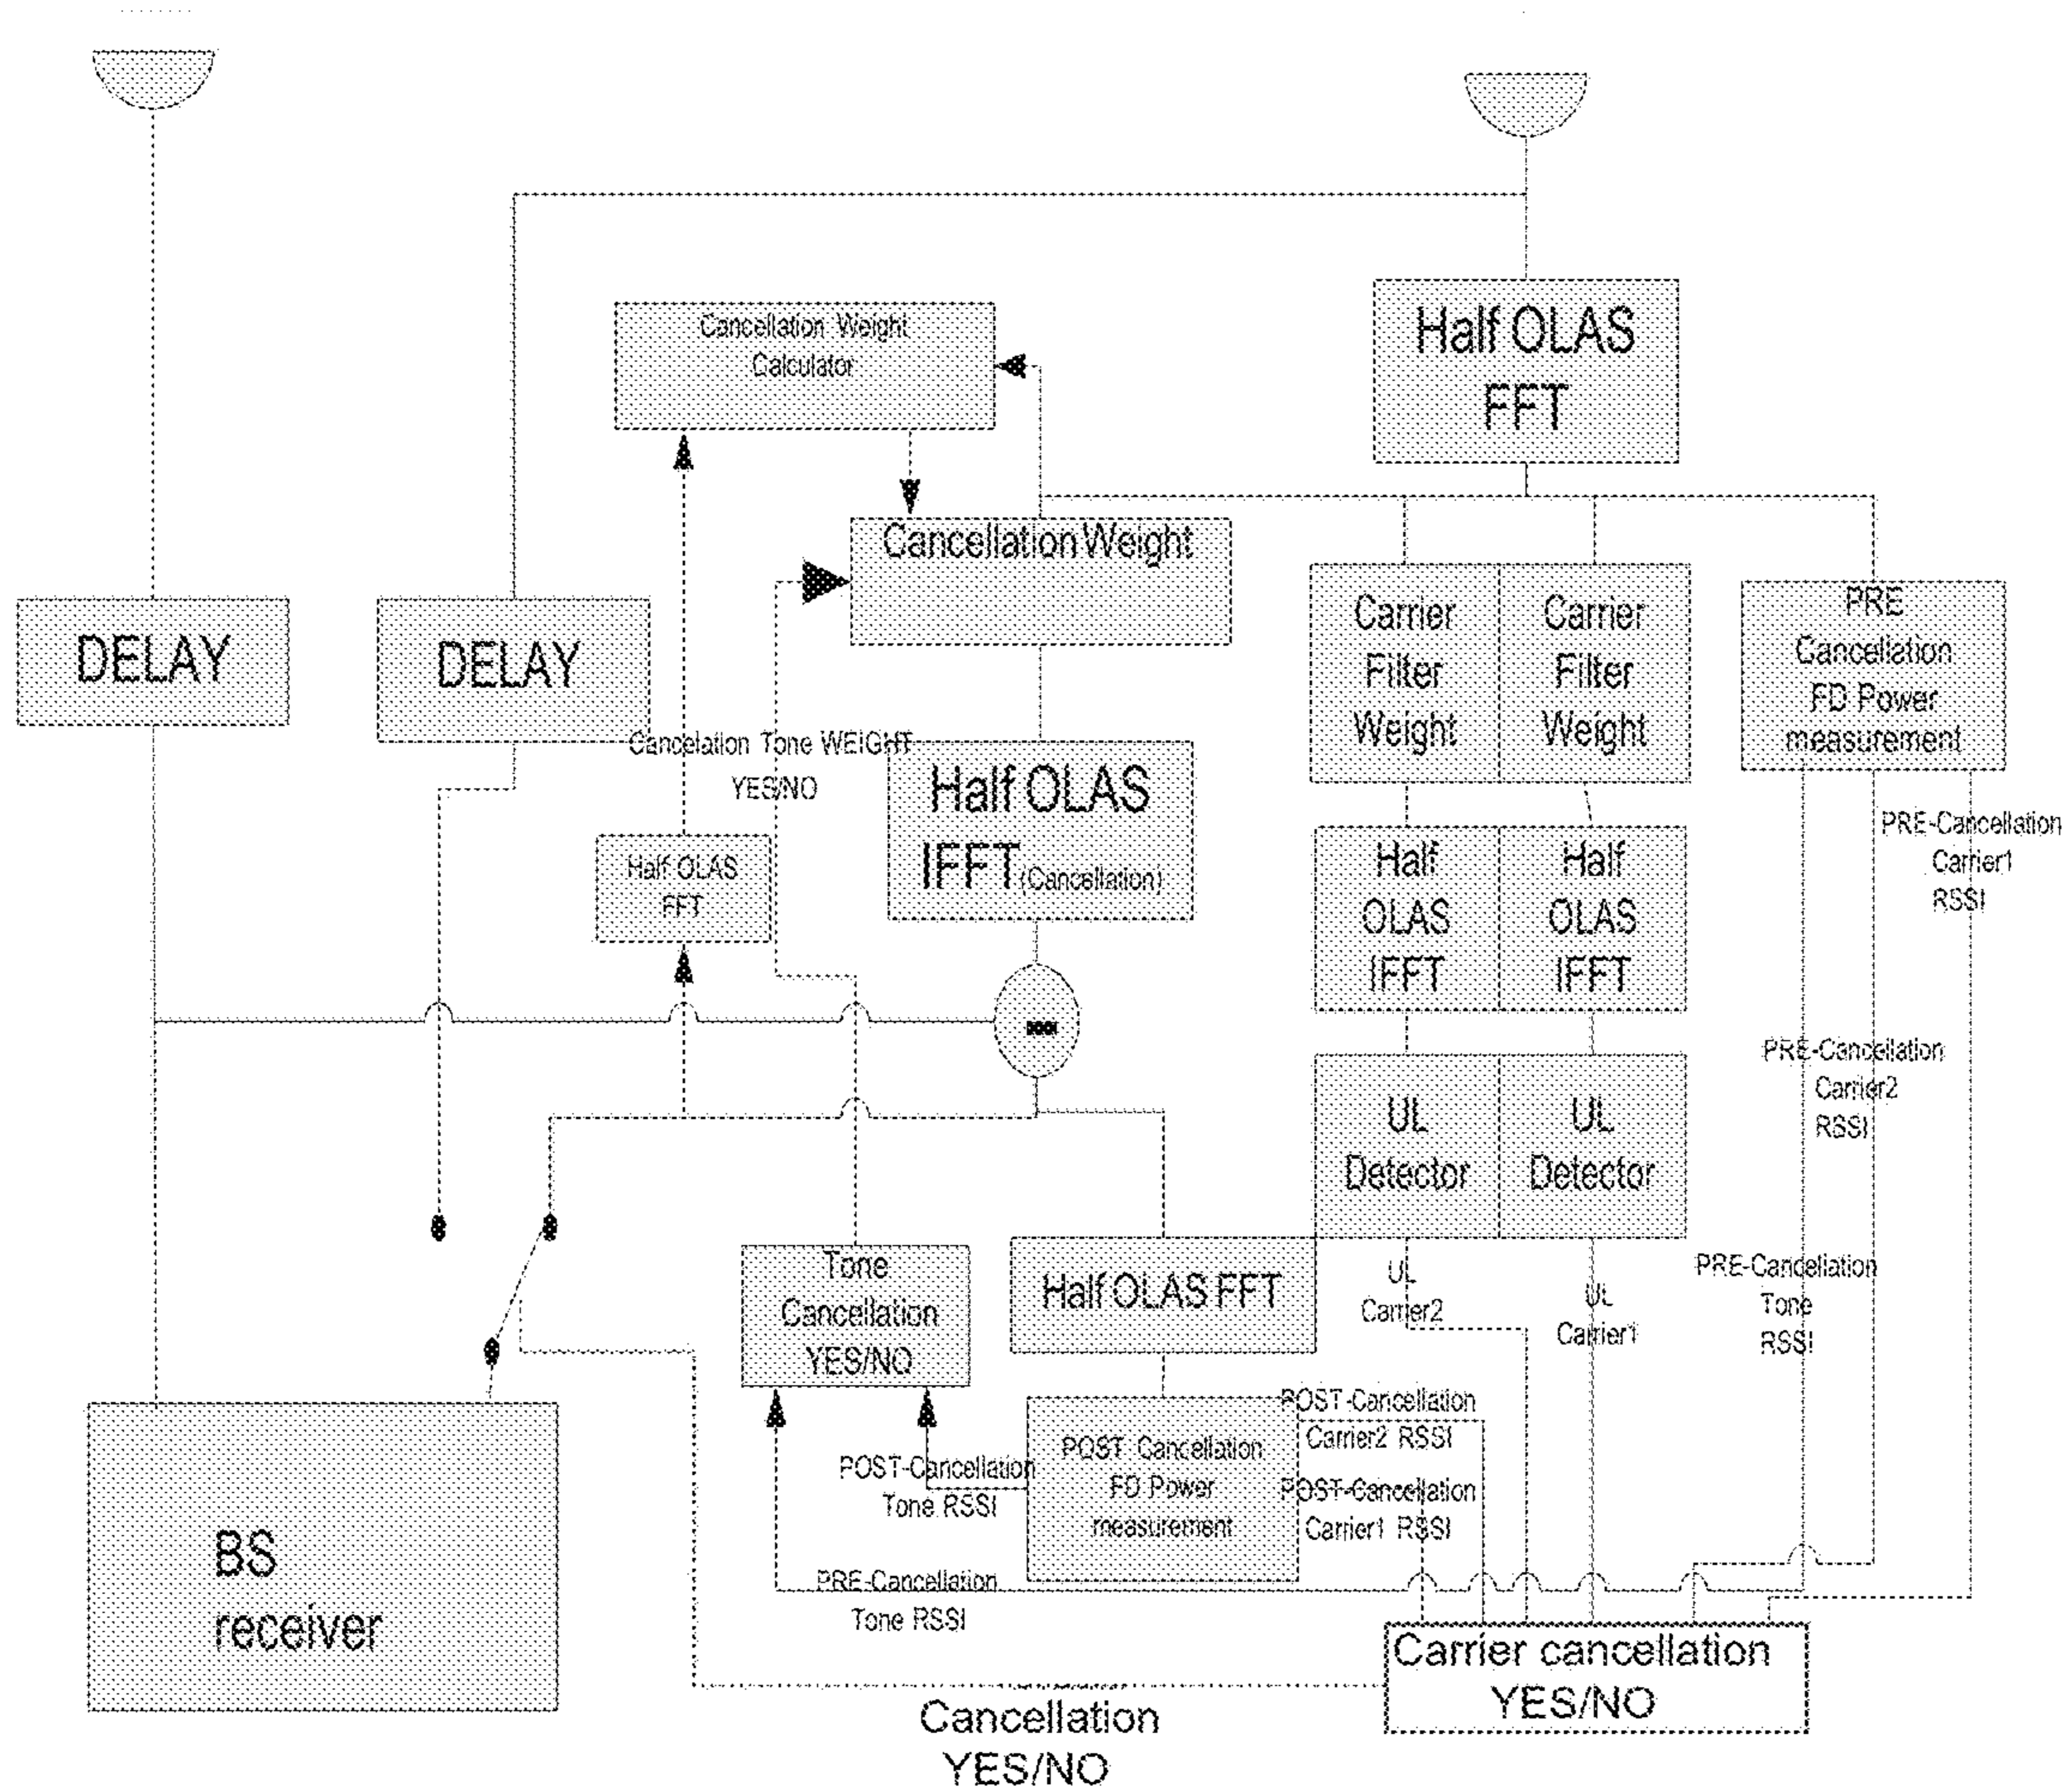 Cancellation Weight
Calculator
Half OLAS
FFT
Cancellation Weight
DELAY
DELAY
Carrier
Filter
Weight
Carrier
Filter
Weight
PRE
Cancellation
FD Power
measurement
Cancelation Tone WEIGHT
YES/NO
Half OLAS
IFFT(Cancellation)
Half OLAS
FFT
Half
OLAS
IFFT
Half
OLAS
IFFT
PRE-Cancellation
Carrier1
RSSI
PRE-Cancellation
Carrier2
RSSI
UL
Detector
UL
Detector
Tone
Cancellation
YES/NO
Half OLAS FFT
UL
Carrier2
UL
Carrier1
PRE-Cancellation
Tone
RSSI
POST-Cancellation
Tone RSSI
POST Cancellation
FD Power
measurement
POST-Cancellation
Carrier2 RSSI
POST-Cancellation
Carrier1 RSSI
BS
receiver
PRE-Cancellation
Tone RSSI
Carrier cancellation
YES/NO
Cancellation
YES/NO